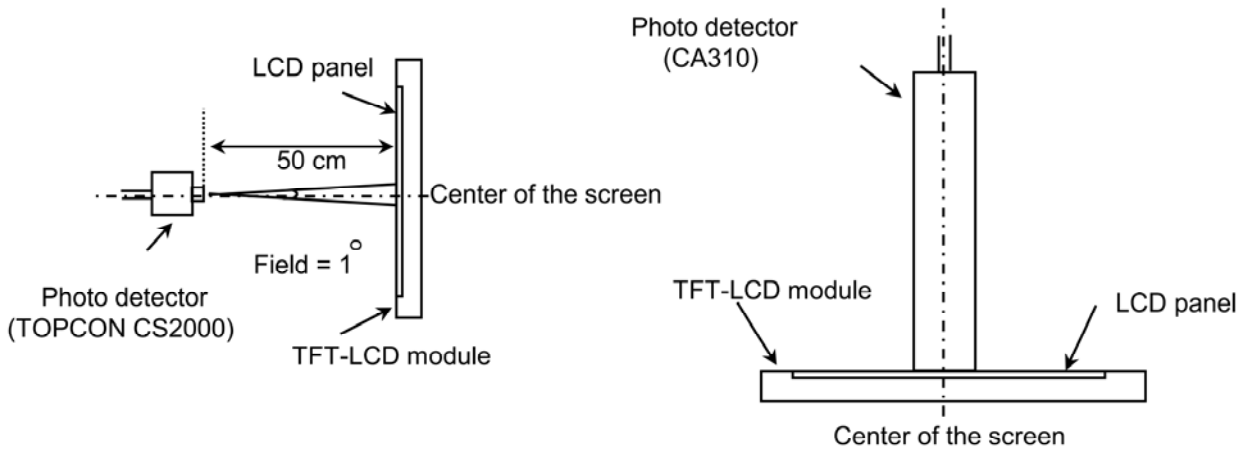 LCD panel
50 cm
Center of the screen
Field = 1°
Photo detector
(TOPCON CS2000)
TFT-LCD module
Photo detector
(CA310)
TFT-LCD module
LCD panel
Center of the screen